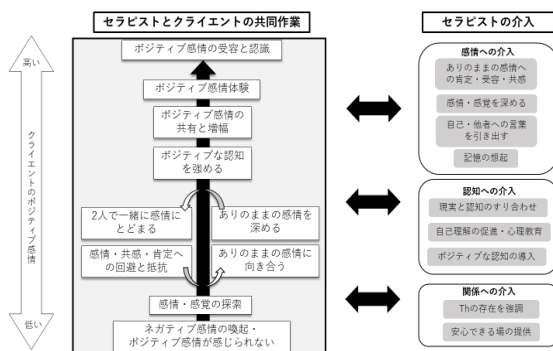 セラピストとクライエントの共同作業
セラピストの介入
高い
クライエントのポジティブ感情
低い
ポジティブ感情の受容と認識
ポジティブ感情体験
ポジティブ感情の
共有と増幅
ポジティブな認知
を強める
2人で一緒に感情に
とどまる
ありのままの感情を
深める
感情・共感・肯定へ
の回避と抵抗
ありのままの感情に
向き合う
感情・感覚の探索
ネガティブ感情の喚起・
ポジティブ感情が感じられない
感情への介入
ありのままの感情へ
の肯定・受容・共感
感情・感覚を深める
自己・他者への言葉
を引き出す
記憶の想起
認知への介入
現実と認知のすり合わせ
自己理解の促進・心理教育
ポジティブな認知の導入
関係への介入
Thの存在を強調
安心できる場の提供